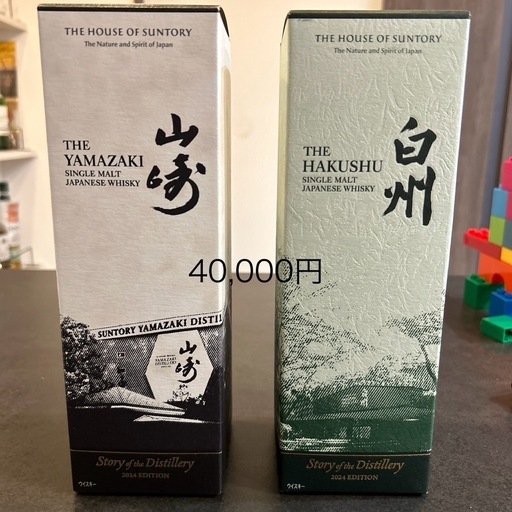 THE HOUSE OF SUNTORY
The Nature and Spirit of Japan
THE
YAMAZAKI
SINGLE MALT
JAPANESE WHISKY
山崎
SUNTORY YAMAZAKI DISTIL
山崎
Story of the Distillery
2024 EDITION
ウイスキー
THE HOUSE OF SUNTORY
The Nature and Spirit of Japan
THE
HAKUSHU
SINGLE MALT
JAPANESE WHISKY
白州
Story of the Distillery
2024 EDITION
ウイスキー
40,000円